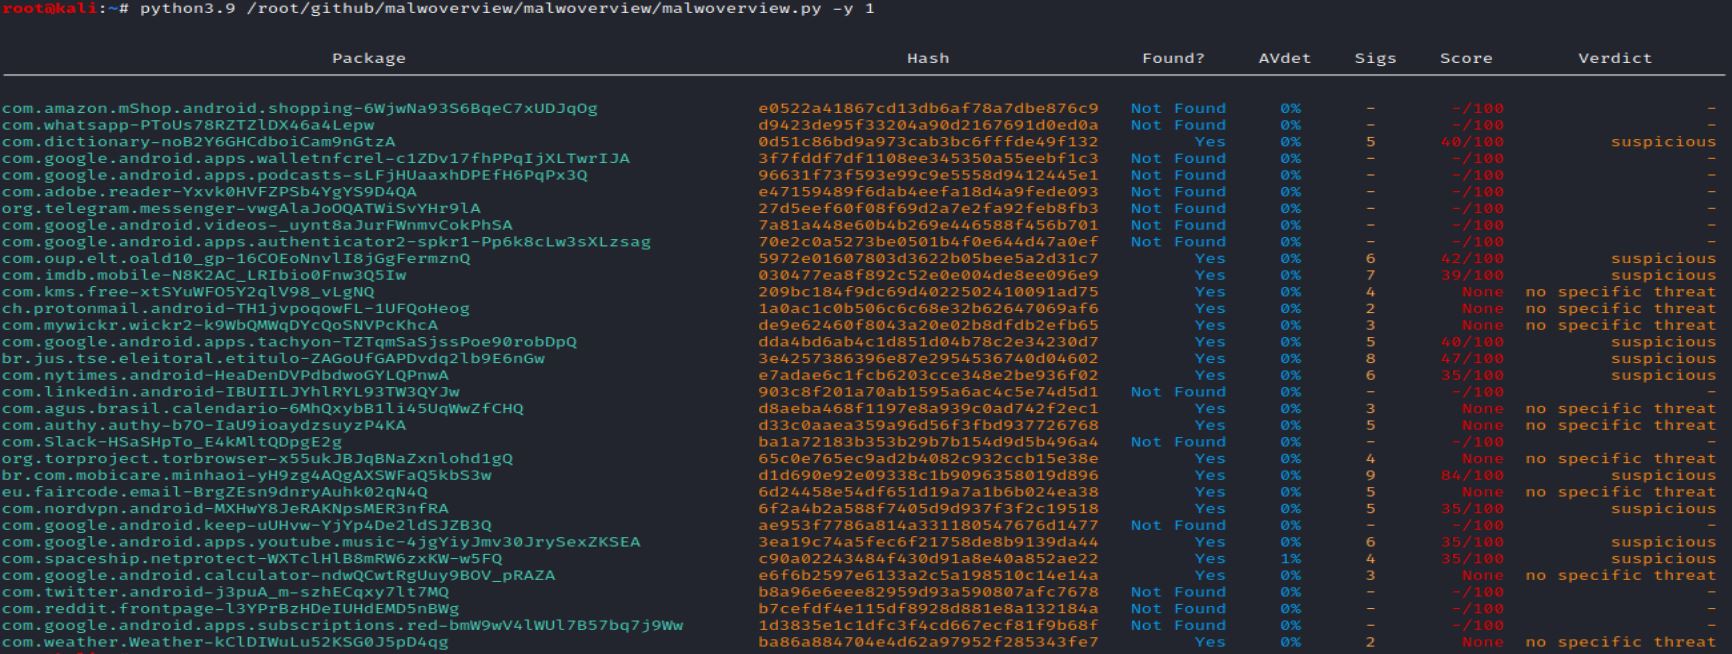 root@kali:~# python3.9 /root/github/malwoverview/malwoverview/malwoverview.py -y 1
Package Hash Found? AVdet Sigs Score Verdict
com.amazon.mShop.android.shopping-6WjwNa93S6BqeC7xUDJqOg e0522a41867cd13db6af78a7dbe876c9 Not Found 0% - -/100 -
com.whatsapp-PToUs78RZTZlDX46a4Lepw d9423de95f33204a90d2167691d0ed0a Not Found 0% - -/100 -
com.dictionary-noB2Y6GHCdboiCam9nGtzA 0d51c86bd9a973cab3bc6fffde49f132 Yes 0% 5 40/100 suspicious
com.google.android.apps.walletnfcrel-c1ZDv17fhPPqIjXLTwrIJA 3f7fddf7df1108ee345350a55eebf1c3 Not Found 0% - -/100 -
com.google.android.apps.podcasts-sLFjHUaaxhDPEfH6PqPx3Q 96631f73f593e99c9e5558d9412445e1 Not Found 0% - -/100 -
com.adobe.reader-Yxvk0HVFZPSb4YgYS9D4QA e47159489f6dab4eefa18d4a9fede093 Not Found 0% - -/100 -
org.telegram.messenger-vwgAlaJoOQATWiSvYHr9lA 27d5eef60f08f69d2a7e2fa92feb8fb3 Not Found 0% - -/100 -
com.google.android.videos-_uynt8aJurFWnmvCokPhSA 7a81a448e60b4b269e446588f456b701 Not Found 0% - -/100 -
com.google.android.apps.authenticator2-spkr1-Pp6k8cLw3sXLzsag 70e2c0a5273be0501b4f0e644d47a0ef Not Found 0% - -/100 -
com.oup.elt.oald10_gp-16COEoNnvlI8jGgFermznQ 5972e01607803d3622b05bee5a2d31c7 Yes 0% 6 42/100 suspicious
com.imdb.mobile-N8K2AC_LRIbio0Fnw3Q5Iw 030477ea8f892c52e0e004de8ee096e9 Yes 0% 7 39/100 suspicious
com.kms.free-xtSYuWFO5Y2qlV98_vLgNQ 209bc184f9dc69d4022502410091ad75 Yes 0% 4 None no specific threat
ch.protonmail.android-TH1jvpoqowFL-1UFQoHeog 1a0ac1c0b506c6c68e32b62647069af6 Yes 0% 2 None no specific threat
com.mywickr.wickr2-k9WbQMWqDYcQoSNVPcKhcA de9e62460f8043a20e02b8dfdb2efb65 Yes 0% 3 None no specific threat
com.google.android.apps.tachyon-TZTqmSaSjssPoe90robDpQ dda4bd6ab4c1d851d04b78c2e34230d7 Yes 0% 5 40/100 suspicious
br.jus.tse.eleitoral.etitulo-ZAGoUfGAPDvdq2lb9E6nGw 3e4257386396e87e2954536740d04602 Yes 0% 8 47/100 suspicious
com.nytimes.android-HeaDenDVPdbdwoGYLQPnwA e7adae6c1fcb6203cce348e2be936f02 Yes 0% 6 35/100 suspicious
com.linkedin.android-IBUIILJYhlRYL93TW3QYJw 903c8f201a70ab1595a6ac4c5e74d5d1 Not Found 0% - -/100 -
com.agus.brasil.calendario-6MhQxybB1li45UqWwZfCHQ d8aeba468f1197e8a939c0ad742f2ec1 Yes 0% 3 None no specific threat
com.authy.authy-b7O-IaU9ioaydzsuyzP4KA d33c0aaea359a96d56f3fbd937726768 Yes 0% 5 None no specific threat
com.Slack-HSaSHpTo_E4kMltQDpgE2g ba1a72183b353b29b7b154d9d5b496a4 Not Found 0% - -/100 -
org.torproject.torbrowser-x55ukJBJqBNaZxnlohd1gQ 65c0e765ec9ad2b4082c932ccb15e38e Yes 0% 4 None no specific threat
br.com.mobicare.minhaoi-yH9zg4AQgAXSWFaQ5kbS3w d1d690e92e09338c1b9096358019d896 Yes 0% 9 84/100 suspicious
eu.faircode.email-BrgZEsn9dnryAuhk02qN4Q 6d24458e54df651d19a7a1b6b024ea38 Yes 0% 5 None no specific threat
com.nordvpn.android-MXHwY8JeRAKNpsMER3nfRA 6f2a4b2a588f7405d9d937f3f2c19518 Yes 0% 5 35/100 suspicious
com.google.android.keep-uUHvw-YjYp4De2ldSJZB3Q ae953f7786a814a331180547676d1477 Not Found 0% - -/100 -
com.google.android.apps.youtube.music-4jgYiyJmv30JrySexZKSEA 3ea19c74a5fec6f21758de8b9139da44 Yes 0% 6 35/100 suspicious
com.spaceship.netprotect-WXTclHlB8mRW6zxKW-w5FQ c90a02243484f430d91a8e40a852ae22 Yes 1% 4 35/100 suspicious
com.google.android.calculator-ndwQCwtRgUuy9BOV_pRAZA e6f6b2597e6133a2c5a198510c14e14a Yes 0% 3 None no specific threat
com.twitter.android-j3puA_m-szhECqxy7lt7MQ b8a96e6eee82959d93a590807afc7678 Not Found 0% - -/100 -
com.reddit.frontpage-l3YPrBzHDeIUHdEMD5nBWg b7cefdf4e115df8928d881e8a132184a Not Found 0% - -/100 -
com.google.android.apps.subscriptions.red-bmW9wV4lWUl7B57bq7j9Ww 1d3835e1c1dfc3f4cd667ecf81f9b68f Not Found 0% - -/100 -
com.weather.Weather-kClDIWuLu52KSG0J5pD4qg ba86a884704e4d62a97952f285343fe7 Yes 0% 2 None no specific threat